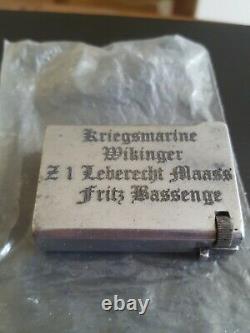 Kriegsmarine
Wikinger
Z 1 Leberecht Maass
Fritz Bassenge